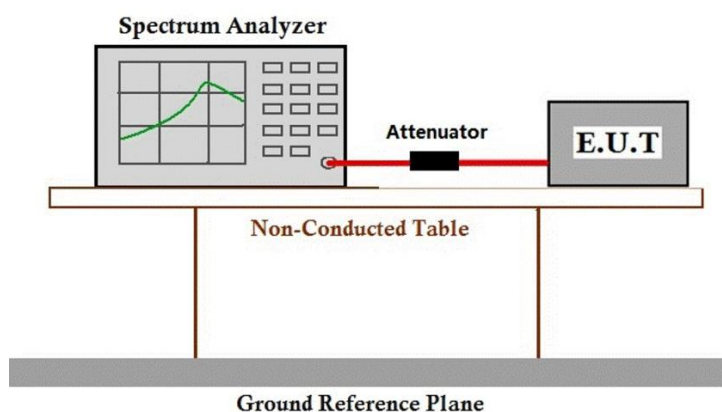 Spectrum Analyzer
Attenuator
E.U.T
Non-Conducted Table
Ground Reference Plane